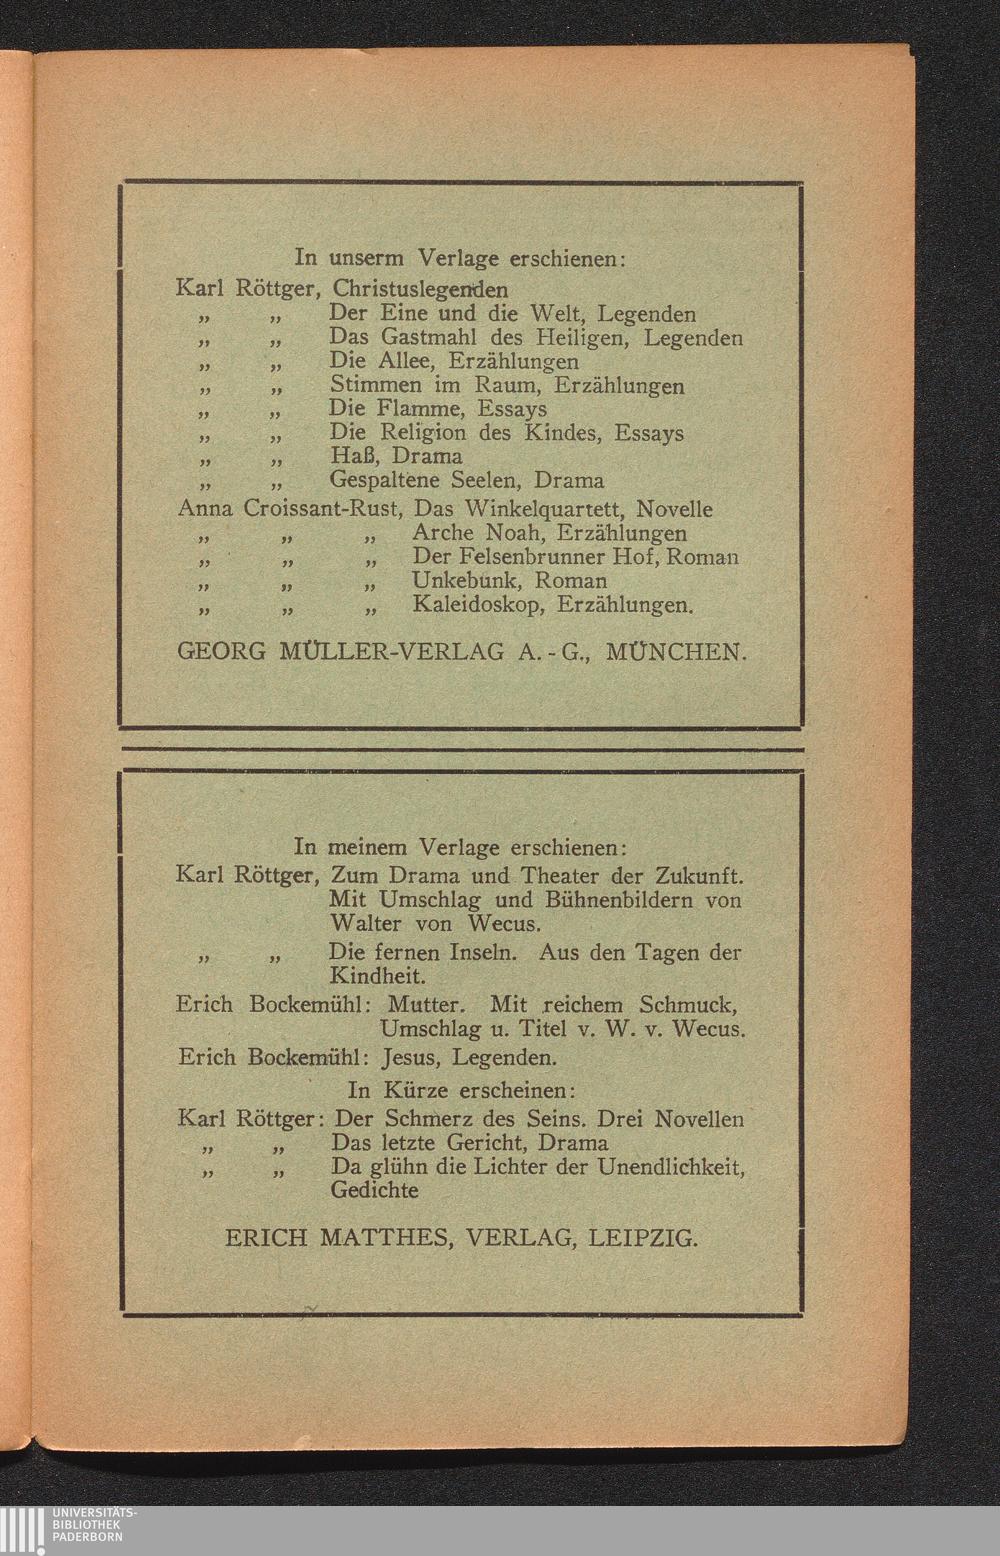 In unserm Verlage erschienen:
Karl Röttger, Christuslegenden
„ „ Der Eine und die Welt, Legenden
„ „ Das Gastmahl des Heiligen, Legenden
„ „ Die Allee, Erzählungen
„ „ Stimmen im Raum, Erzählungen
„ „ Die Flamme, Essays
„ „ Die Religion des Kindes, Essays
„ „ Haß, Drama
„ „ Gespaltene Seelen, Drama
Anna Croissant-Rust, Das Winkelquartett, Novelle
„ „ „ Arche Noah, Erzählungen
„ „ „ Der Felsenbrunner Hof, Roman
„ „ „ Unkebunk, Roman
„ „ „ Kaleidoskop, Erzählungen.
GEORG MÜLLER-VERLAG A.-G., MÜNCHEN.
In meinem Verlage erschienen:
Karl Röttger, Zum Drama und Theater der Zukunft.
Mit Umschlag und Bühnenbildern von
Walter von Wecus.
„ „ Die fernen Inseln. Aus den Tagen der
Kindheit.
Erich Bockemühl: Mutter. Mit reichem Schmuck,
Umschlag u. Titel v. W. v. Wecus.
Erich Bockemühl: Jesus, Legenden.
In Kürze erscheinen:
Karl Röttger: Der Schmerz des Seins. Drei Novellen
„ „ Das letzte Gericht, Drama
„ „ Da glühn die Lichter der Unendlichkeit,
Gedichte
ERICH MATTHES, VERLAG, LEIPZIG.
UNIVERSITÄTS-
BIBLIOTHEK
PADERBORN